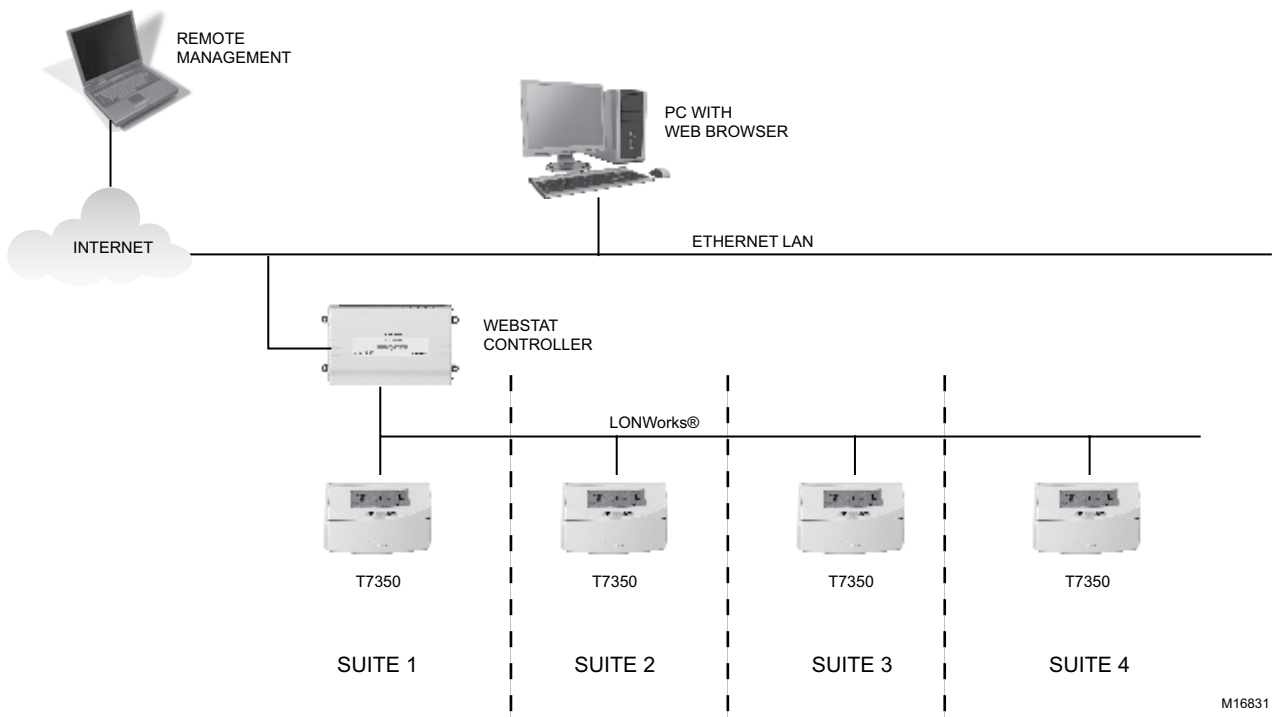 REMOTE
MANAGEMENT
PC WITH
WEB BROWSER
INTERNET
ETHERNET LAN
WEBSTAT
CONTROLLER
LONWorks®
T7350
T7350
T7350
T7350
SUITE 1
SUITE 2
SUITE 3
SUITE 4
M16831